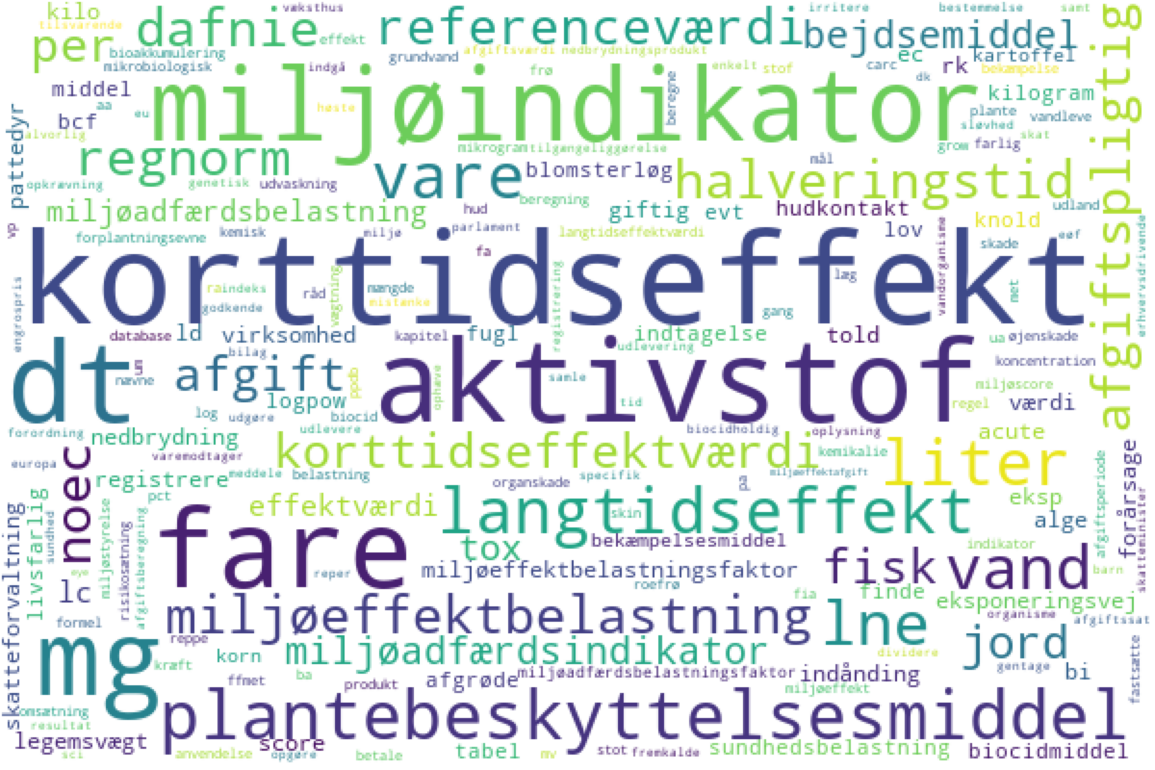 kilo
væksthus
irritere
bestemmelse
samt
tilsvarende
dafnie
referenceværdi
bejdsemiddel
per
effekt
bioakkumulering
grundvand
afgiftsværdi
nedbrydningsprodukt
ec
kartoffel
mikrobiologisk
indgå
frø
enkelt
stof
carc
rk
bekæmpelse
middel
miljøindikator
dk
kilogram
aa
høste
beregne
plante
vandleve
bcf
eu
sløvhed
skat
alvorlig
pattedyr
regnorm
mikrogram
tilgængeliggørelse
mål
grow
farlig
afgiftspligtig
vare
blomsterløg
halveringstid
opkrævning
genetisk
udvaskning
beregning
miljøadfærdsbelastning
hud
giftig
evt
hudkontakt
knold
udland
vp
forplantningsevne
kemisk
miljø
parlament
langtidseffektværdi
lov
vandorganisme
skade
eøf
fa
korttidseffekt
læg
engrospris
indeks
godkende
råd
vægtning
mængde
mistanke
registrering
gang
met
erhvervsdrivende
database
ld
virksomhed
kapitel
fugl
indtagelse
told
ua
øjenskade
dt
nævne
bilag
udlevering
koncentration
afgift
ppdb
aktivstof
samle
miljøscore
logpow
ophæve
log
udgøre
biocid
tid
regel
værdi
forordning
nedbrydning
udlevere
biocidholdig
oplysning
acute
varemodtager
korttidseffektværdi
kemikalie
liter
europa
noec
registrere
meddele
belastning
specifik
miljøeffektafgift
organskade
forårsage
pct
effektværdi
langtidseffekt
eksp
afgiftsperiode
skatteminister
skatteforvaltning
livsfarlig
sundhed
miljøstyrelse
risikosætning
afgiftsberegning
fare
skin
alge
tox
bekæmpelsesmiddel
indikator
eye
reper
miljøeffektbelastningsfaktor
fisk
vand
barn
lc
roefrø
fia
finde
eksponeringsvej
formel
miljøeffektbelastning
lne
organisme
afgiftssat
mg
reppe
jord
korn
miljøadfærdsindikator
dividere
gentage
kræft
ffmet
ba
afgrøde
miljøadfærdsbelastningsfaktor
indånding
bi
fastsætte
produkt
miljøeffekt
omsætning
resultat
plantebeskyttelsesmiddel
legemsvægt
score
sci
anvendelse
opgøre
betale
tabel
mv
stot
fremkalde
sundhedsbelastning
biocidmiddel